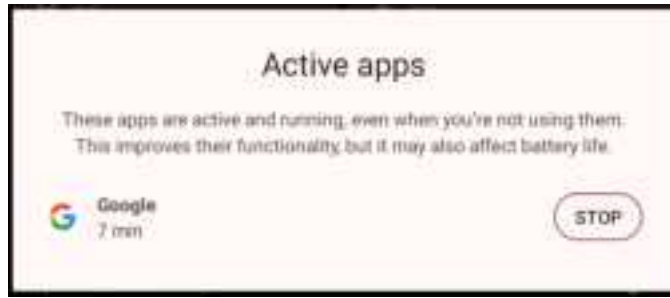 Active apps
These apps are active and running, even when you're not using them.
This improves their functionality, but it may also affect battery life.
Google
7 min
STOP